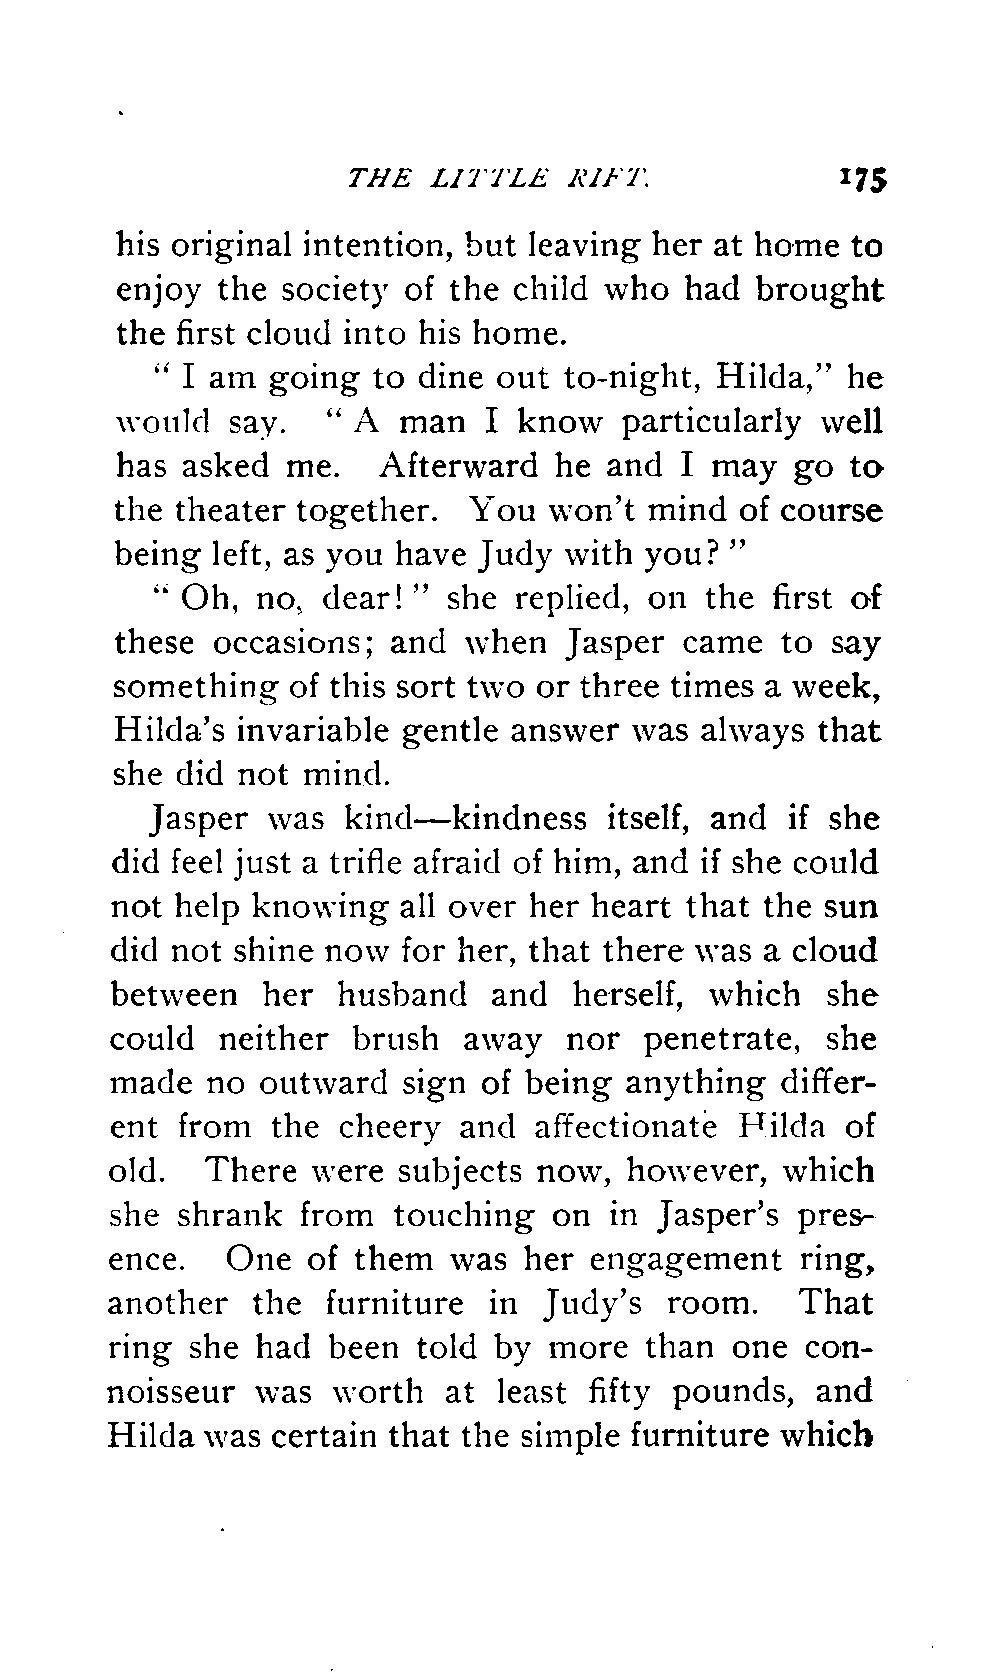 THE LITTLE RIFT. 175
his original intention, but leaving her at home to
enjoy the society of the child who had brought
the first cloud into his home.
" I am going to dine out to-night, Hilda," he
would say. " A man I know particularly well
has asked me. Afterward he and I may go to
the theater together. You won't mind of course
being left, as you have Judy with you? "
" Oh, no, dear! " she replied, on the first of
these occasions; and when Jasper came to say
something of this sort two or three times a week,
Hilda's invariable gentle answer was always that
she did not mind.
Jasper was kind—kindness itself, and if she
did feel just a trifle afraid of him, and if she could
not help knowing all over her heart that the sun
did not shine now for her, that there was a cloud
between her husband and herself, which she
could neither brush away nor penetrate, she
made no outward sign of being anything differ-
ent from the cheery and affectionate Hilda of
old. There were subjects now, however, which
she shrank from touching on in Jasper's pres-
ence. One of them was her engagement ring,
another the furniture in Judy's room. That
ring she had been told by more than one con-
noisseur was worth at least fifty pounds, and
Hilda was certain that the simple furniture which